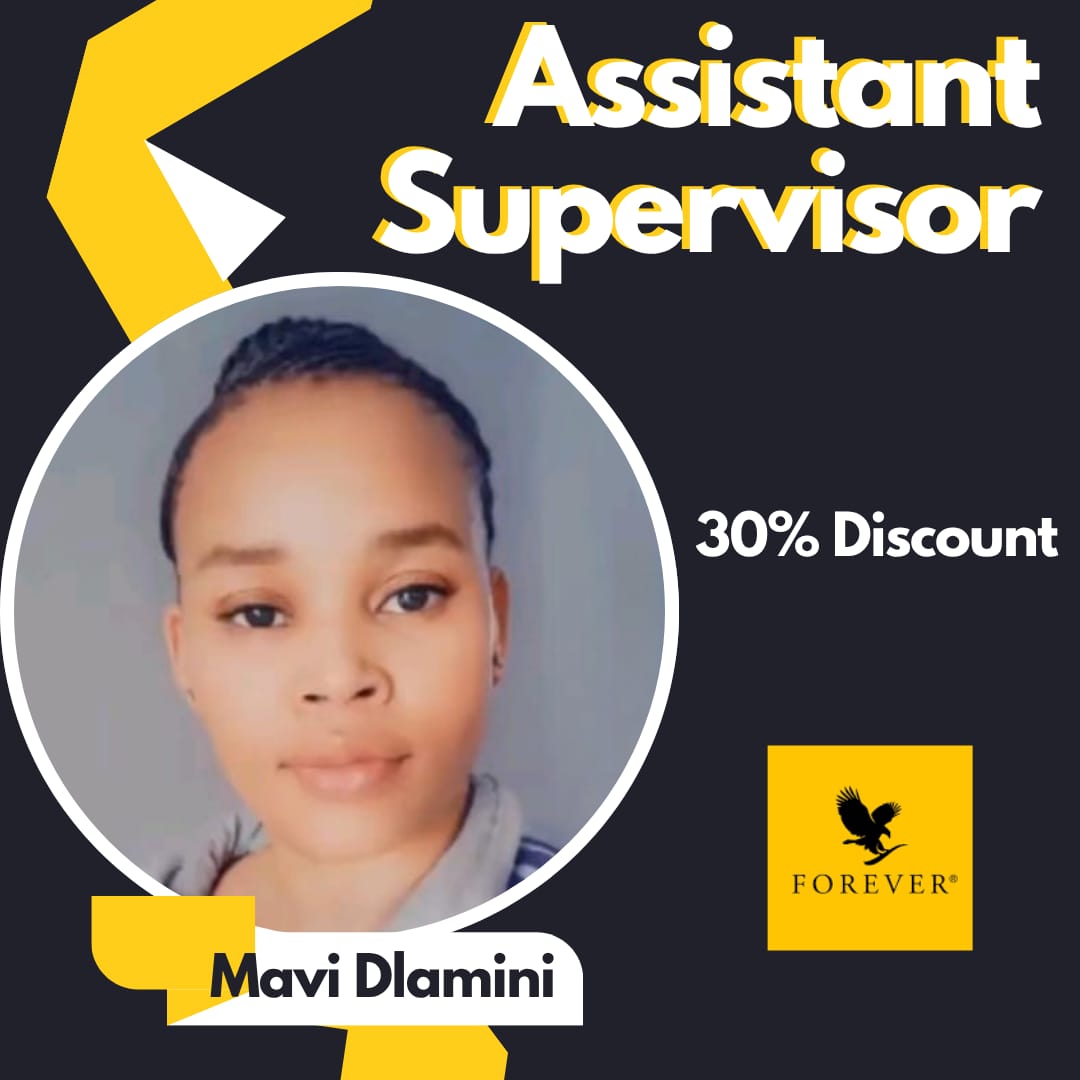 Assistant
Supervisor
30% Discount
FOREVER®
Mavi Dlamini